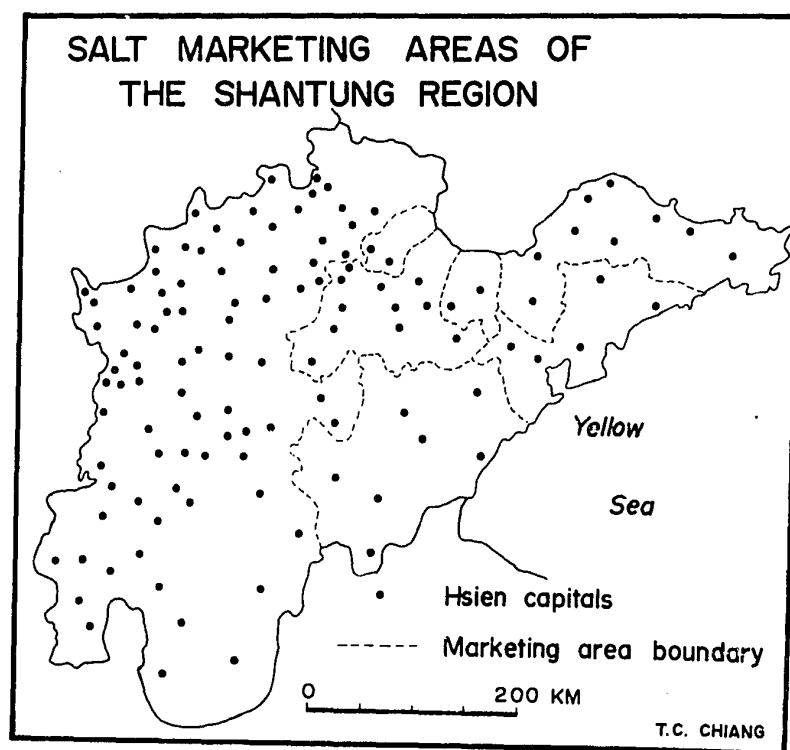 SALT MARKETING AREAS OF
THE SHANTUNG REGION
Yellow
Sea
Hsien capitals
Marketing area boundary
0 200 KM
T.C. CHIANG